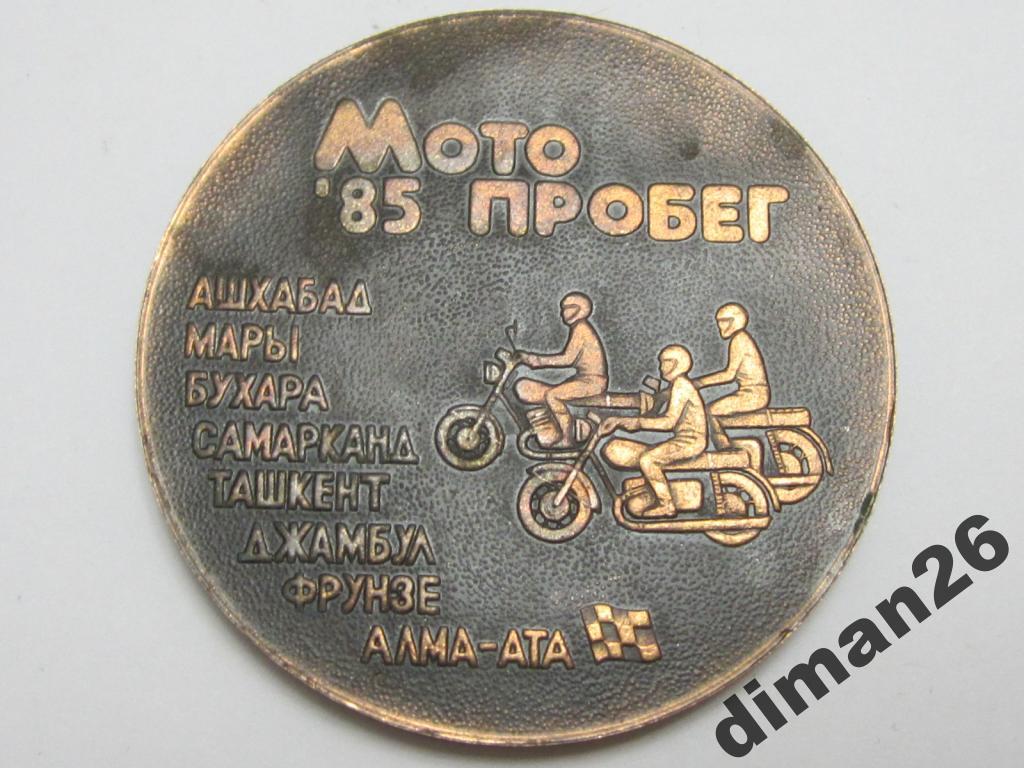 Мото
'85 ПРОБЕГ
АШХАБАД
МАРЫ
БУХАРА
САМАРКАНД
ТАШКЕНТ
ДЖАМБУЛ
ФРУНЗЕ
АЛМА-АТА
diman26